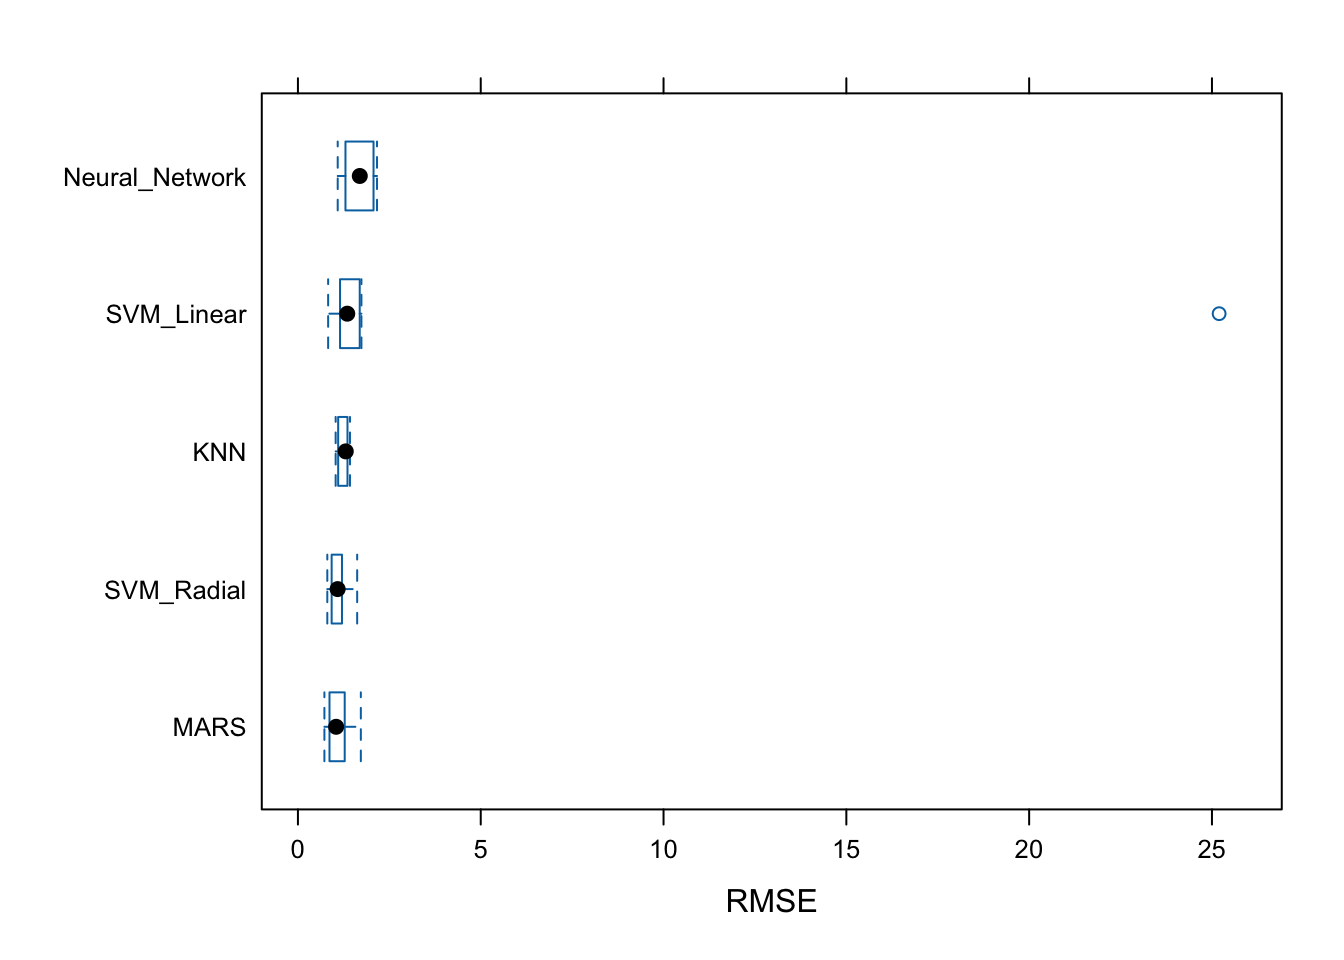 Neural_Network
SVM_Linear
KNN
SVM_Radial
MARS
0 5 10 15 20 25
RMSE